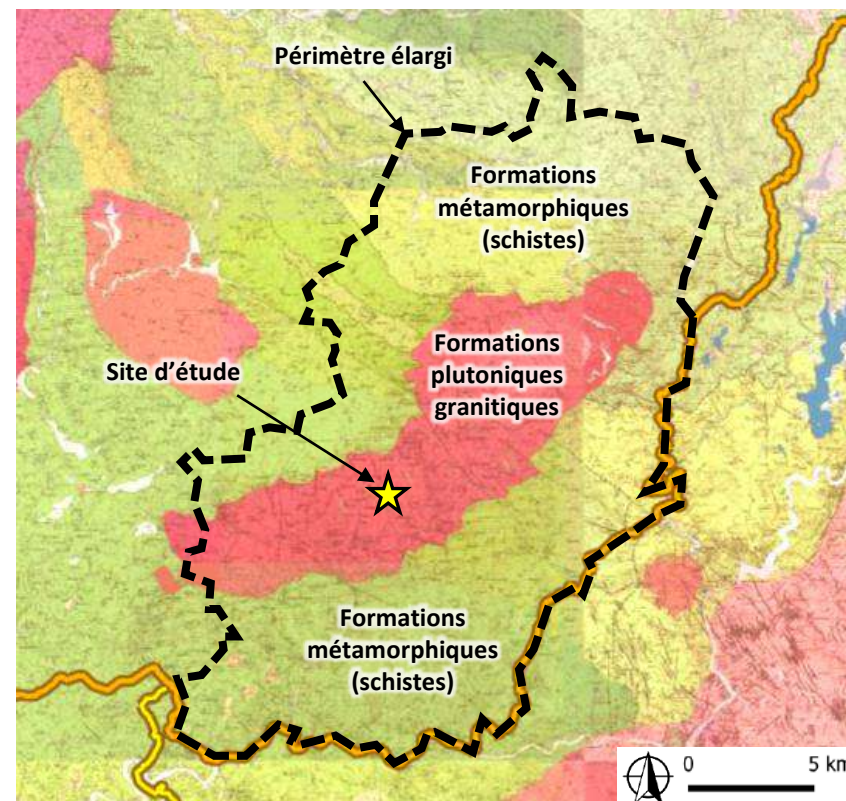 Périmètre élargi
Formations
métamorphiques
(schistes)
Formations
plutoniques
granitiques
Site d'étude
Formations
métamorphiques
(schistes)
0 5 km